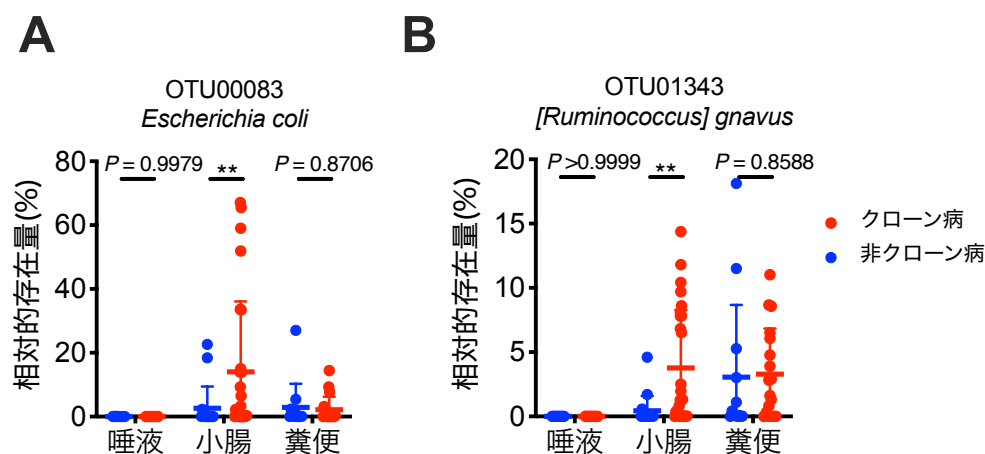 A
OTU00083
Escherichia coli
相対的存在量(%)
80
60
40
20
0
P = 0.9979
**
P = 0.8706
唾液
小腸
糞便
B
OTU01343
[Ruminococcus] gnavus
相対的存在量(%)
20
15
10
5
0
P >0.9999
**
P = 0.8588
唾液
小腸
糞便
クローン病
非クローン病